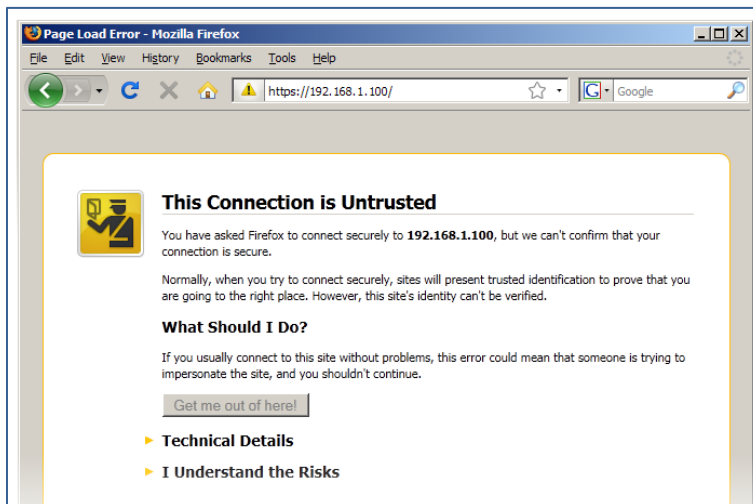 Page Load Error - Mozilla Firefox
File Edit View History Bookmarks Tools Help
https://192.168.1.100/ G Google
This Connection is Untrusted
You have asked Firefox to connect securely to 192.168.1.100, but we can't confirm that your
connection is secure.
Normally, when you try to connect securely, sites will present trusted identification to prove that you
are going to the right place. However, this site's identity can't be verified.
What Should I Do?
If you usually connect to this site without problems, this error could mean that someone is trying to
impersonate the site, and you shouldn't continue.
Get me out of here!
Technical Details
I Understand the Risks